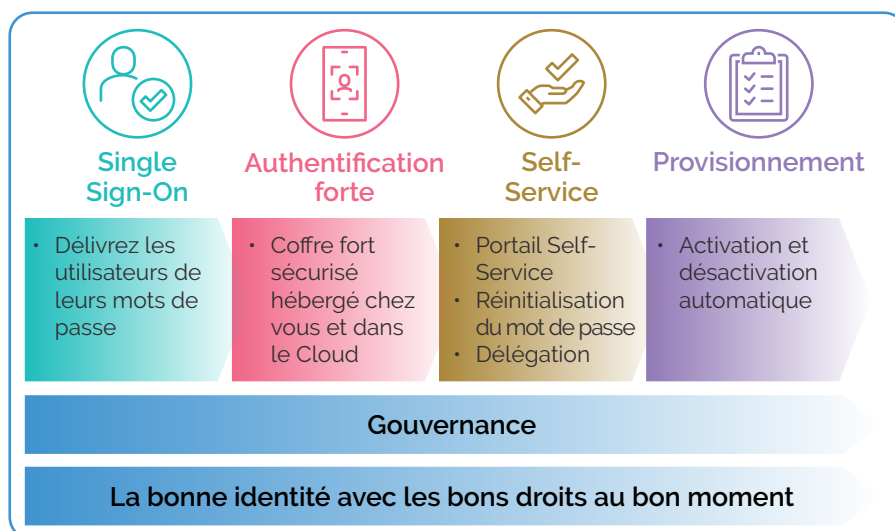 Single
Sign-On
Authentification
forte
Self-
Service
Provisionnement
• Délivrez les
utilisateurs de
leurs mots de
passe
• Coffre fort
sécurisé
hébergé chez
vous et dans
le Cloud
• Portail Self-
Service
• Réinitialisation
du mot de passe
• Délégation
• Activation et
désactivation
automatique
Gouvernance
La bonne identité avec les bons droits au bon moment